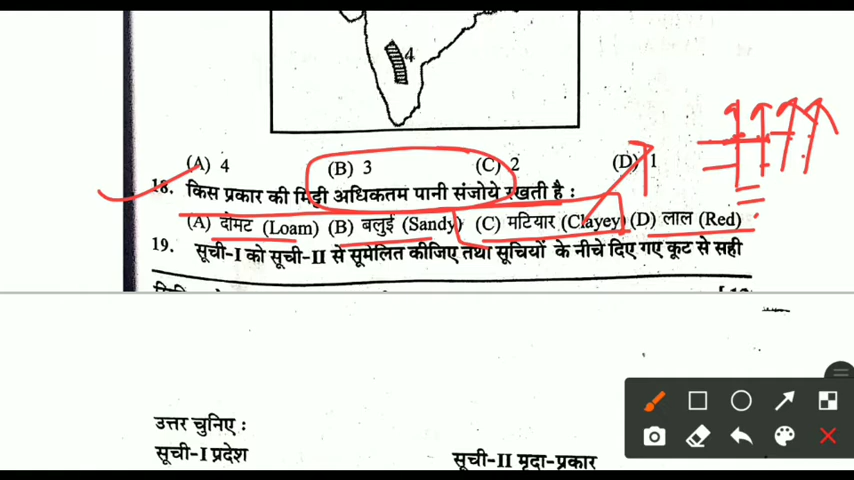 4
(A) 4 (B) 3 (C) 2 (D) 1
18. किस प्रकार की मिट्टी अधिकतम पानी संजोये रखती है :
(A) दोमट (Loam) (B) बलुई (Sandy) (C) मटियार (Clayey) (D) लाल (Red)
19. सूची-I को सूची-II से सूमेलित कीजिए तथा सूचियों के नीचे दिए गए कूट से सही
उत्तर चुनिए :
सूची-I प्रदेश सूची-II मृदा-प्रकार